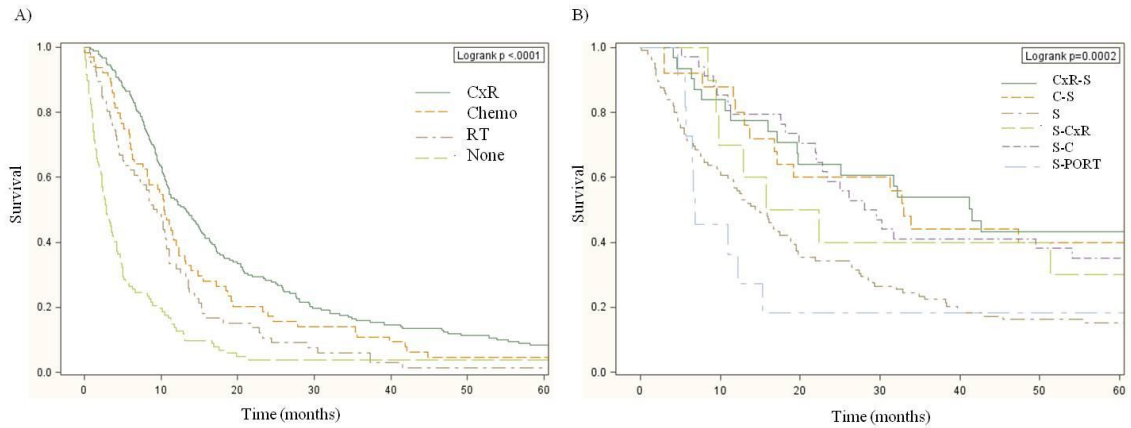 A)
Logrank p <.0001
CxR
Chemo
RT
None
Survival
1.0
0.8
0.6
0.4
0.2
0.0
0 10 20 30 40 50 60
Time (months)
B)
Logrank p=0.0002
CxR-S
C-S
S
S-CxR
S-C
S-PORT
Survival
1.0
0.8
0.6
0.4
0.2
0.0
0 10 20 30 40 50 60
Time (months)